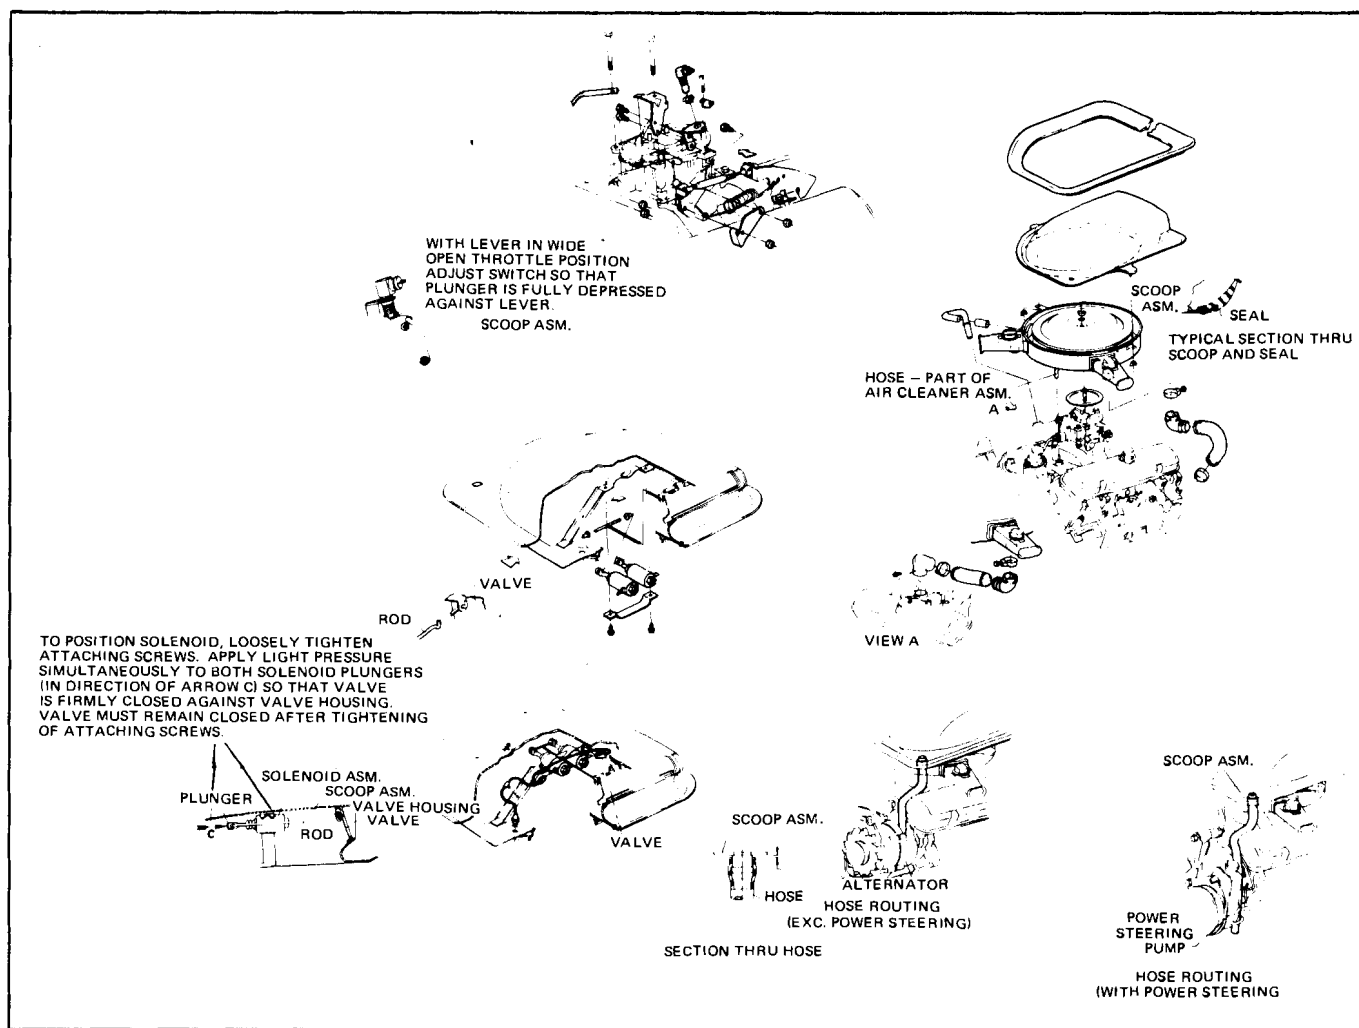 WITH LEVER IN WIDE
OPEN THROTTLE POSITION
ADJUST SWITCH SO THAT
PLUNGER IS FULLY DEPRESSED
AGAINST LEVER.
SCOOP ASM.
SCOOP
ASM.
SEAL
TYPICAL SECTION THRU
SCOOP AND SEAL
HOSE – PART OF
AIR CLEANER ASM.
A
VALVE
ROD
VIEW A
TO POSITION SOLENOID, LOOSELY TIGHTEN
ATTACHING SCREWS. APPLY LIGHT PRESSURE
SIMULTANEOUSLY TO BOTH SOLENOID PLUNGERS
(IN DIRECTION OF ARROW C) SO THAT VALVE
IS FIRMLY CLOSED AGAINST VALVE HOUSING.
VALVE MUST REMAIN CLOSED AFTER TIGHTENING
OF ATTACHING SCREWS.
SOLENOID ASM.
SCOOP ASM.
PLUNGER
VALVE HOUSING
VALVE
C
ROD
VALVE
SCOOP ASM.
HOSE
SECTION THRU HOSE
ALTERNATOR
HOSE ROUTING
(EXC. POWER STEERING)
SCOOP ASM.
POWER
STEERING
PUMP
HOSE ROUTING
(WITH POWER STEERING